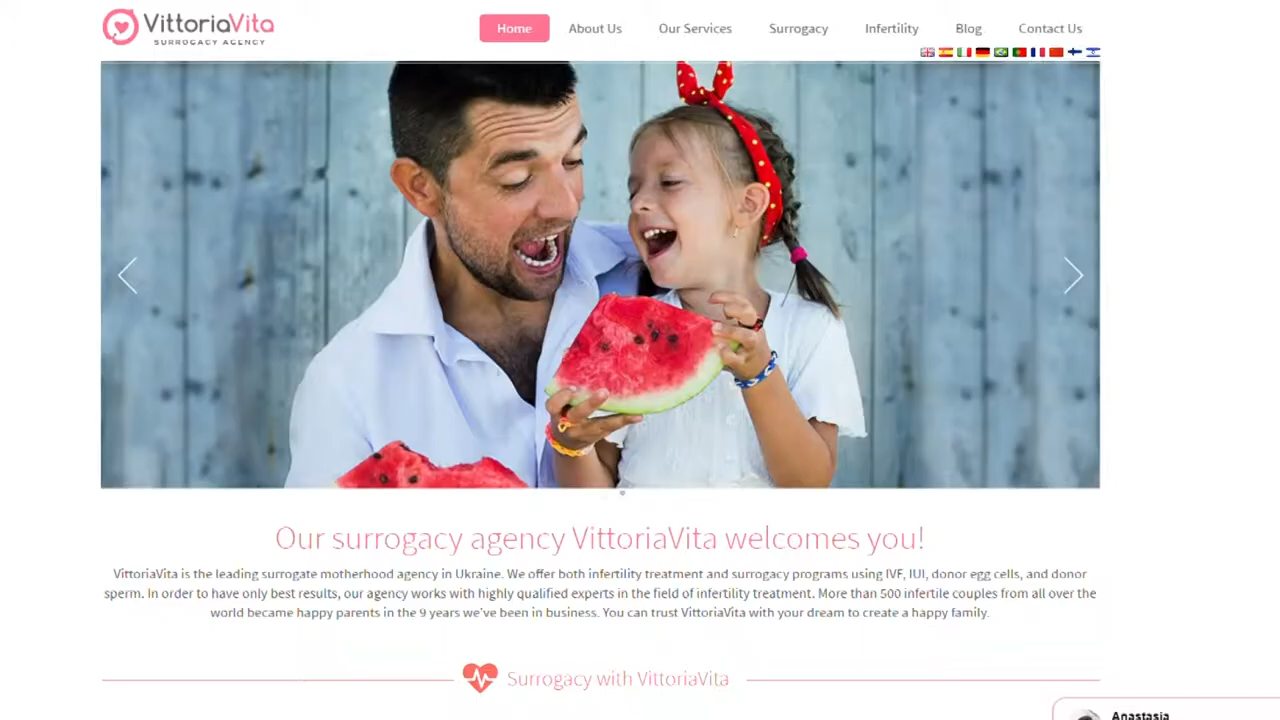 VittoriaVita
SURROGACY AGENCY
Home
About Us
Our Services
Surrogacy
Infertility
Blog
Contact Us
Our surrogacy agency VittoriaVita welcomes you!
VittoriaVita is the leading surrogate motherhood agency in Ukraine. We offer both infertility treatment and surrogacy programs using IVF, IUI, donor egg cells, and donor
sperm. In order to have only best results, our agency works with highly qualified experts in the field of infertility treatment. More than 500 infertile couples from all over the
world became happy parents in the 9 years we've been in business. You can trust VittoriaVita with your dream to create a happy family.
Surrogacy with VittoriaVita
Anastasia